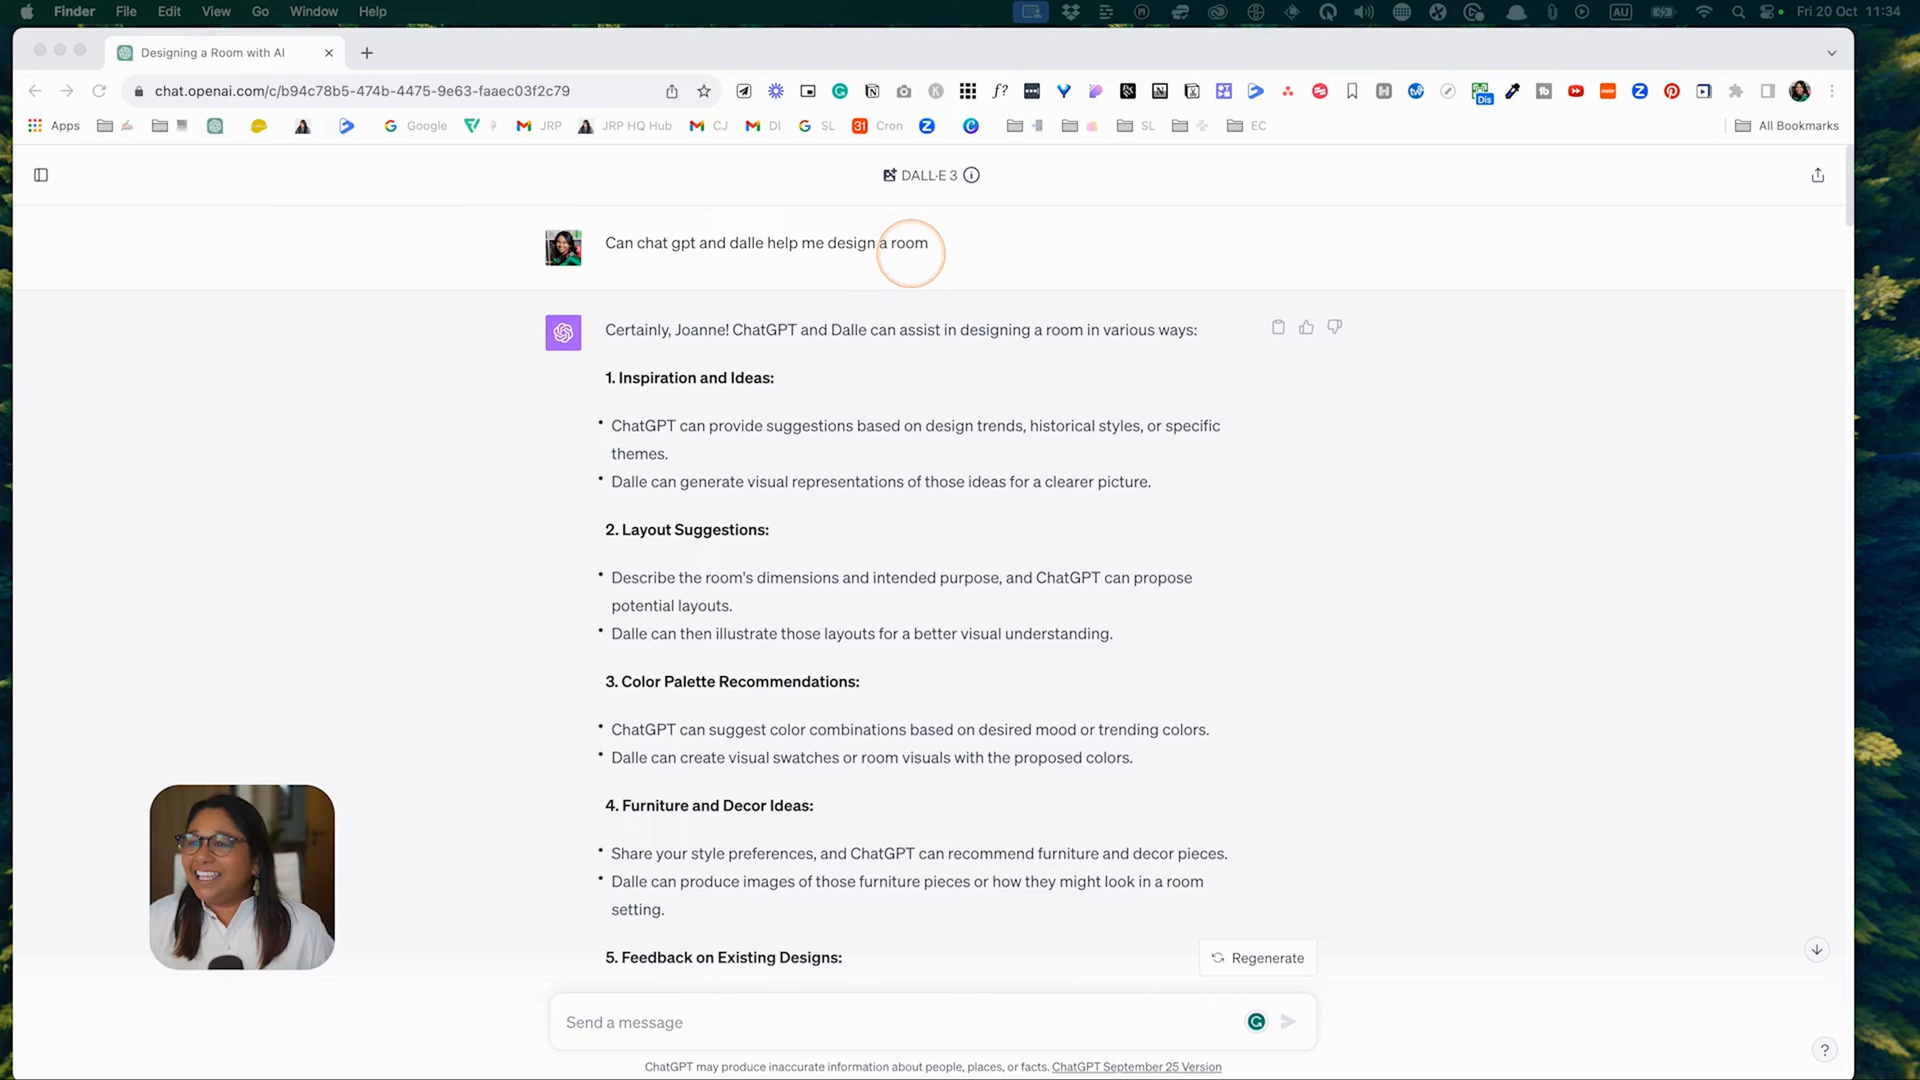 Finder File Edit View Go Window Help
AU Fri 20 Oct 11:34
Designing a Room with AI
chat.openai.com/c/b94c78b5-474b-4475-9e63-faaec03f2c79
Dis
Apps Google JRP JRP HQ Hub CJ DI SL 31 Cron SL EC All Bookmarks
DALL·E 3
Can chat gpt and dalle help me design a room
Certainly, Joanne! ChatGPT and Dalle can assist in designing a room in various ways:
1. Inspiration and Ideas:
• ChatGPT can provide suggestions based on design trends, historical styles, or specific
themes.
• Dalle can generate visual representations of those ideas for a clearer picture.
2. Layout Suggestions:
• Describe the room's dimensions and intended purpose, and ChatGPT can propose
potential layouts.
• Dalle can then illustrate those layouts for a better visual understanding.
3. Color Palette Recommendations:
• ChatGPT can suggest color combinations based on desired mood or trending colors.
• Dalle can create visual swatches or room visuals with the proposed colors.
4. Furniture and Decor Ideas:
• Share your style preferences, and ChatGPT can recommend furniture and decor pieces.
• Dalle can produce images of those furniture pieces or how they might look in a room
setting.
5. Feedback on Existing Designs:
Regenerate
Send a message
ChatGPT may produce inaccurate information about people, places, or facts. ChatGPT September 25 Version
?